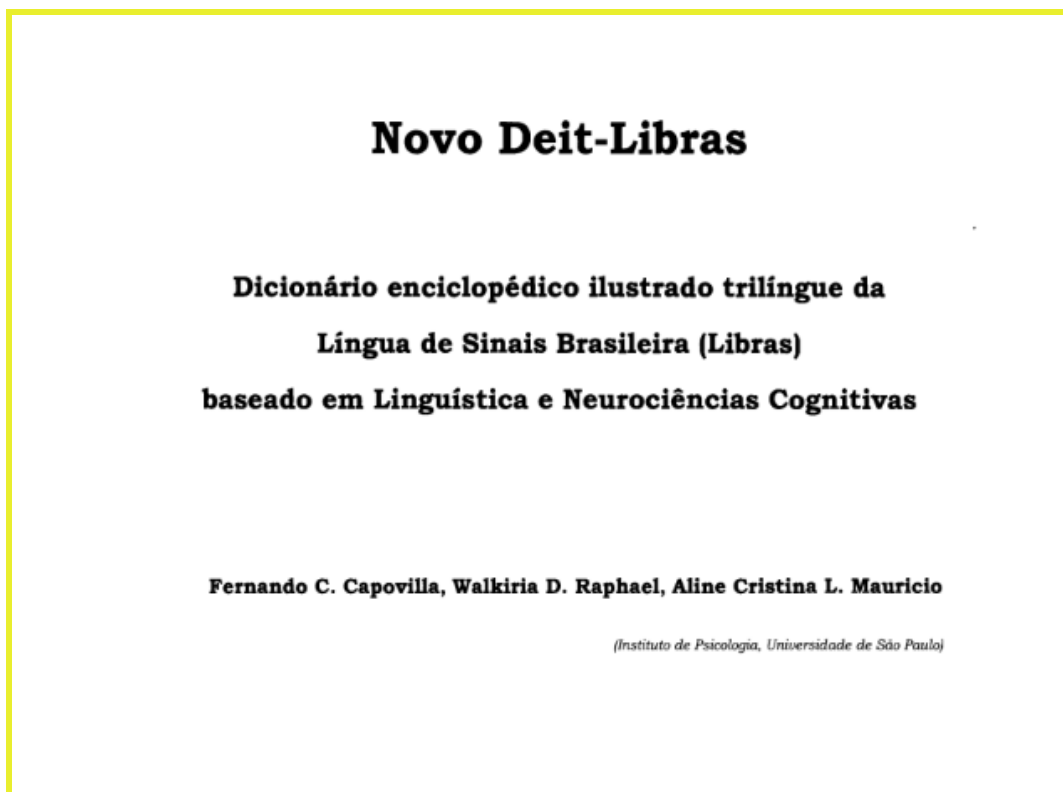 Novo Deit-Libras
Dicionário enciclopédico ilustrado trilíngue da
Língua de Sinais Brasileira (Libras)
baseado em Linguística e Neurociências Cognitivas
Fernando C. Capovilla, Walkiria D. Raphael, Aline Cristina L. Mauricio
(Instituto de Psicologia, Universidade de São Paulo)